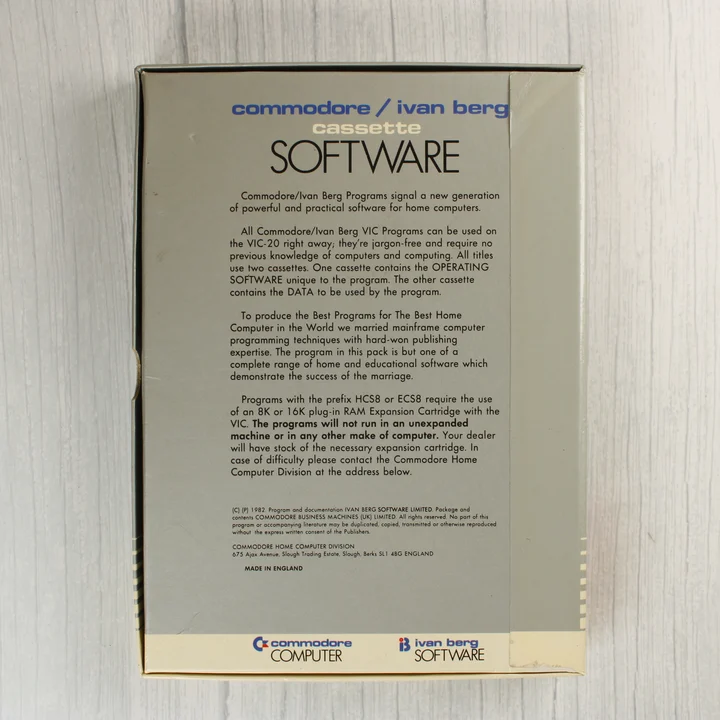 commodore / ivan berg
cassette
SOFTWARE
Commodore/Ivan Berg Programs signal a new generation
of powerful and practical software for home computers.
All Commodore/Ivan Berg VIC Programs can be used on
the VIC-20 right away; they're jargon-free and require no
previous knowledge of computers and computing. All titles
use two cassettes. One cassette contains the OPERATING
SOFTWARE unique to the program. The other cassette
contains the DATA to be used by the program.
To produce the Best Programs for The Best Home
Computer in the World we married mainframe computer
programming techniques with hard-won publishing
expertise. The program in this pack is but one of a
complete range of home and educational software which
demonstrate the success of the marriage.
Programs with the prefix HCS8 or ECS8 require the use
of an 8K or 16K plug-in RAM Expansion Cartridge with the
VIC. The programs will not run in an unexpanded
machine or in any other make of computer. Your dealer
will have stock of the necessary expansion cartridge. In
case of difficulty please contact the Commodore Home
Computer Division at the address below.
(C) (P) 1982. Program and documentation IVAN BERG SOFTWARE LIMITED. Package and
contents COMMODORE BUSINESS MACHINES (UK) LIMITED. All rights reserved. No part of this
program or accompanying literature may be duplicated, copied, transmitted or otherwise reproduced
without the express written consent of the Publishers.
COMMODORE HOME COMPUTER DIVISION
675 Ajax Avenue, Slough Trading Estate, Slough, Berks SL1 4BG ENGLAND
MADE IN ENGLAND
commodore ivan berg
COMPUTER SOFTWARE